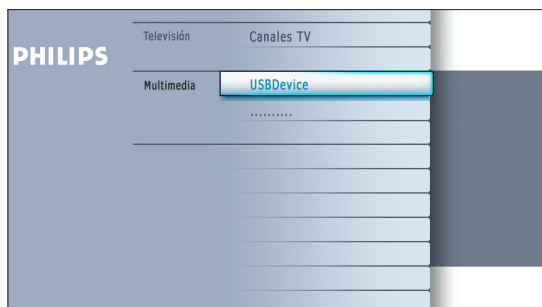 PHILIPS
Televisión Canales TV
Multimedia USBDevice
..........